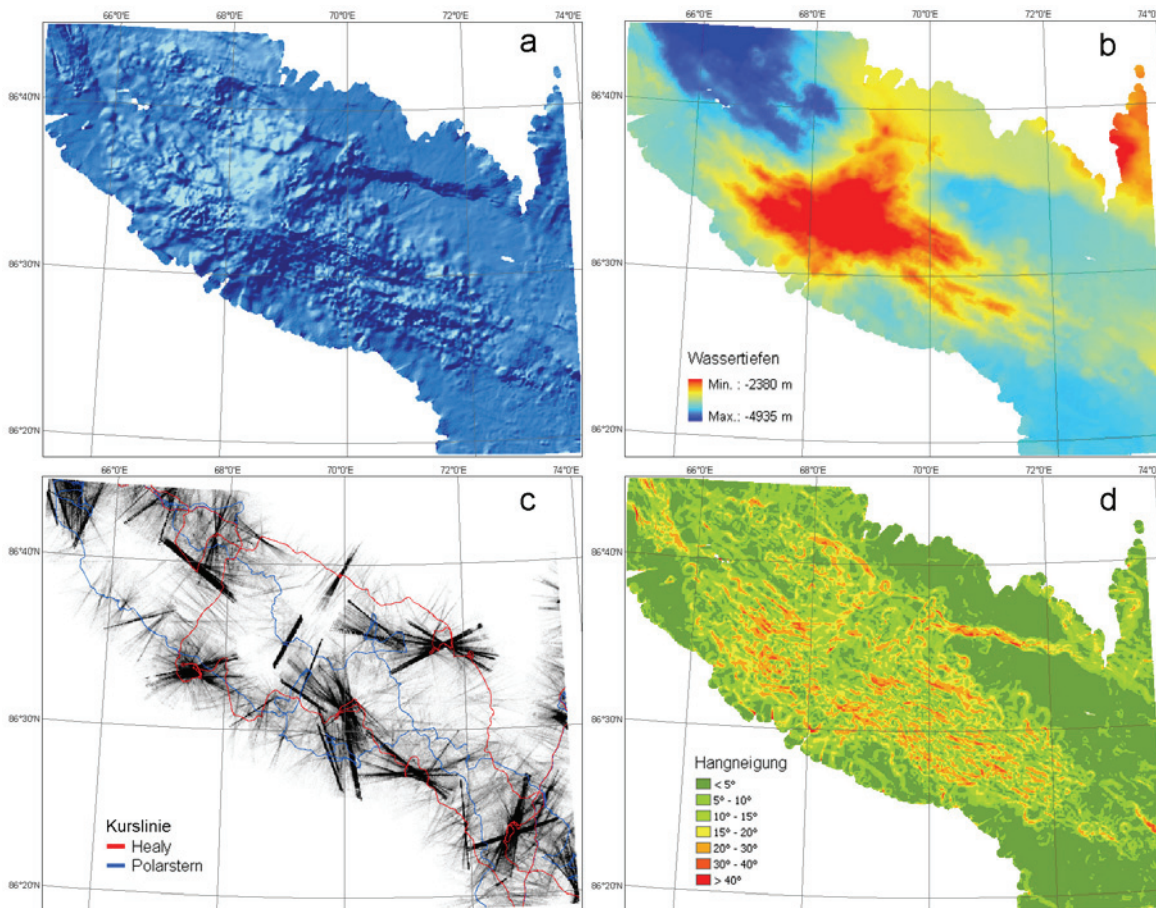 66°0'E 68°0'E 70°0'E 72°0'E 74°0'E
a
86°40'N
86°30'N
86°20'N
66°0'E 68°0'E 70°0'E 72°0'E 74°0'E
b
86°40'N
86°30'N
86°20'N
Wassertiefen
Min. : -2380 m
Max.: -4935 m
66°0'E 68°0'E 70°0'E 72°0'E 74°0'E
c
86°40'N
86°30'N
86°20'N
Kurslinie
Healy
Polarstern
66°0'E 68°0'E 70°0'E 72°0'E 74°0'E
d
86°40'N
86°30'N
86°20'N
Hangneigung
< 5°
5° - 10°
10° - 15°
15° - 20°
20° - 30°
30° - 40°
> 40°